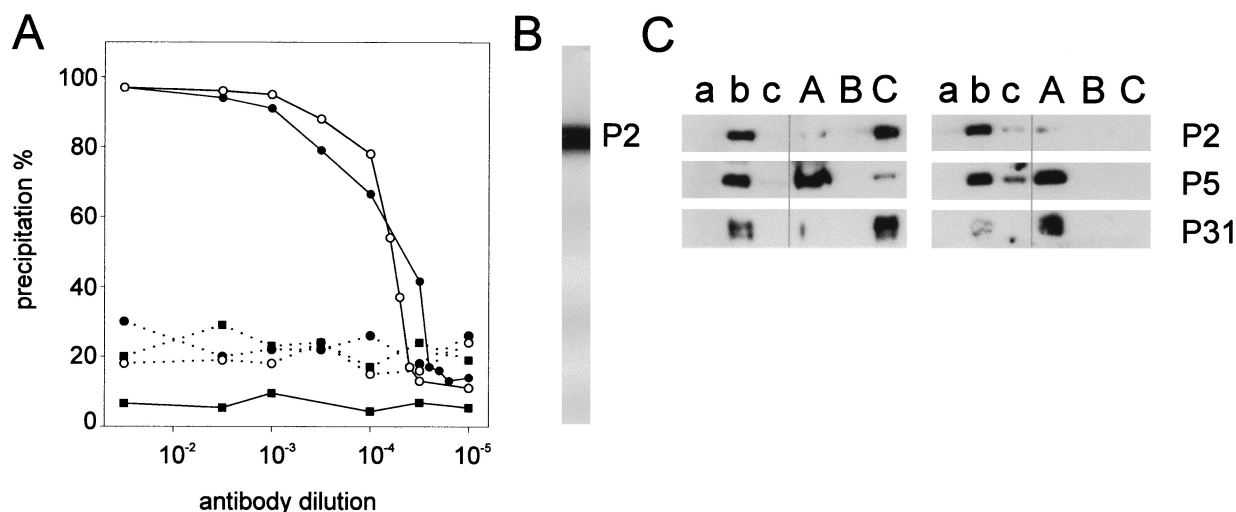 A
B
C
precipitation %
100
80
60
40
20
0
10-2 10-3 10-4 10-5
antibody dilution
P2
a b c A B C
a b c A B C
P2
P5
P31